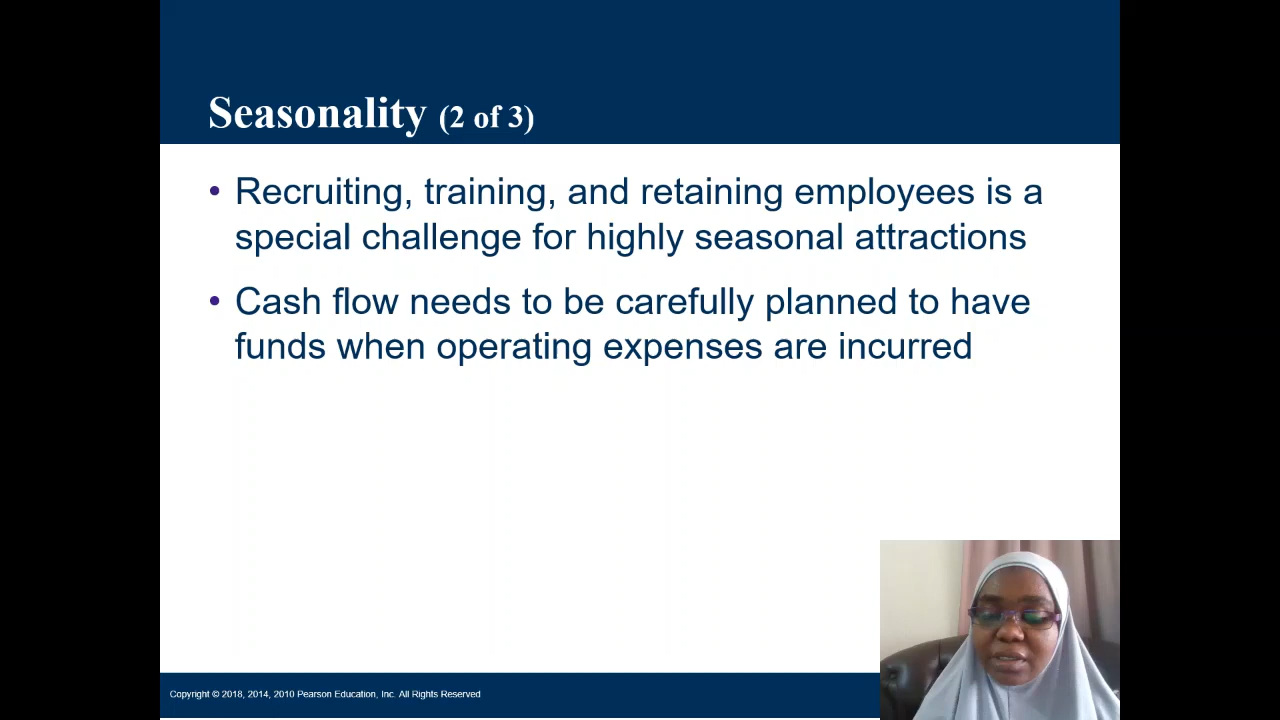 Seasonality (2 of 3)
• Recruiting, training, and retaining employees is a
special challenge for highly seasonal attractions
• Cash flow needs to be carefully planned to have
funds when operating expenses are incurred
Copyright © 2018, 2014, 2010 Pearson Education, Inc. All Rights Reserved